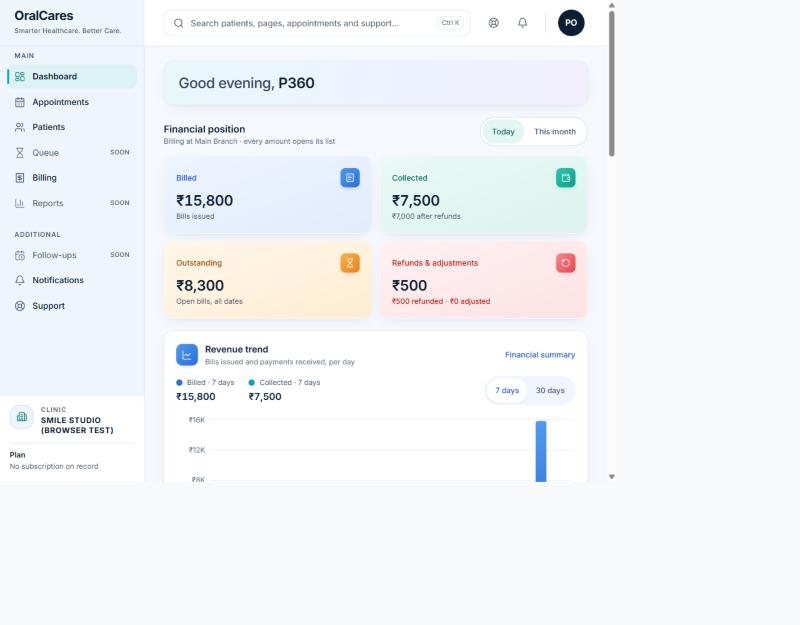 OralCares
Smarter Healthcare. Better Care.
MAIN
Dashboard
Appointments
Patients
Queue SOON
Billing
Reports SOON
ADDITIONAL
Follow-ups SOON
Notifications
Support
CLINIC
SMILE STUDIO
(BROWSER TEST)
Plan
No subscription on record
Search patients, pages, appointments and support... Ctrl K
PO
Good evening, P360
Financial position
Billing at Main Branch · every amount opens its list
Today This month
Billed
₹15,800
Bills issued
Collected
₹7,500
₹7,000 after refunds
Outstanding
₹8,300
Open bills, all dates
Refunds & adjustments
₹500
₹500 refunded · ₹0 adjusted
Revenue trend
Bills issued and payments received, per day
Financial summary
Billed · 7 days Collected · 7 days
₹15,800 ₹7,500
7 days 30 days
₹16K
₹12K
₹8K